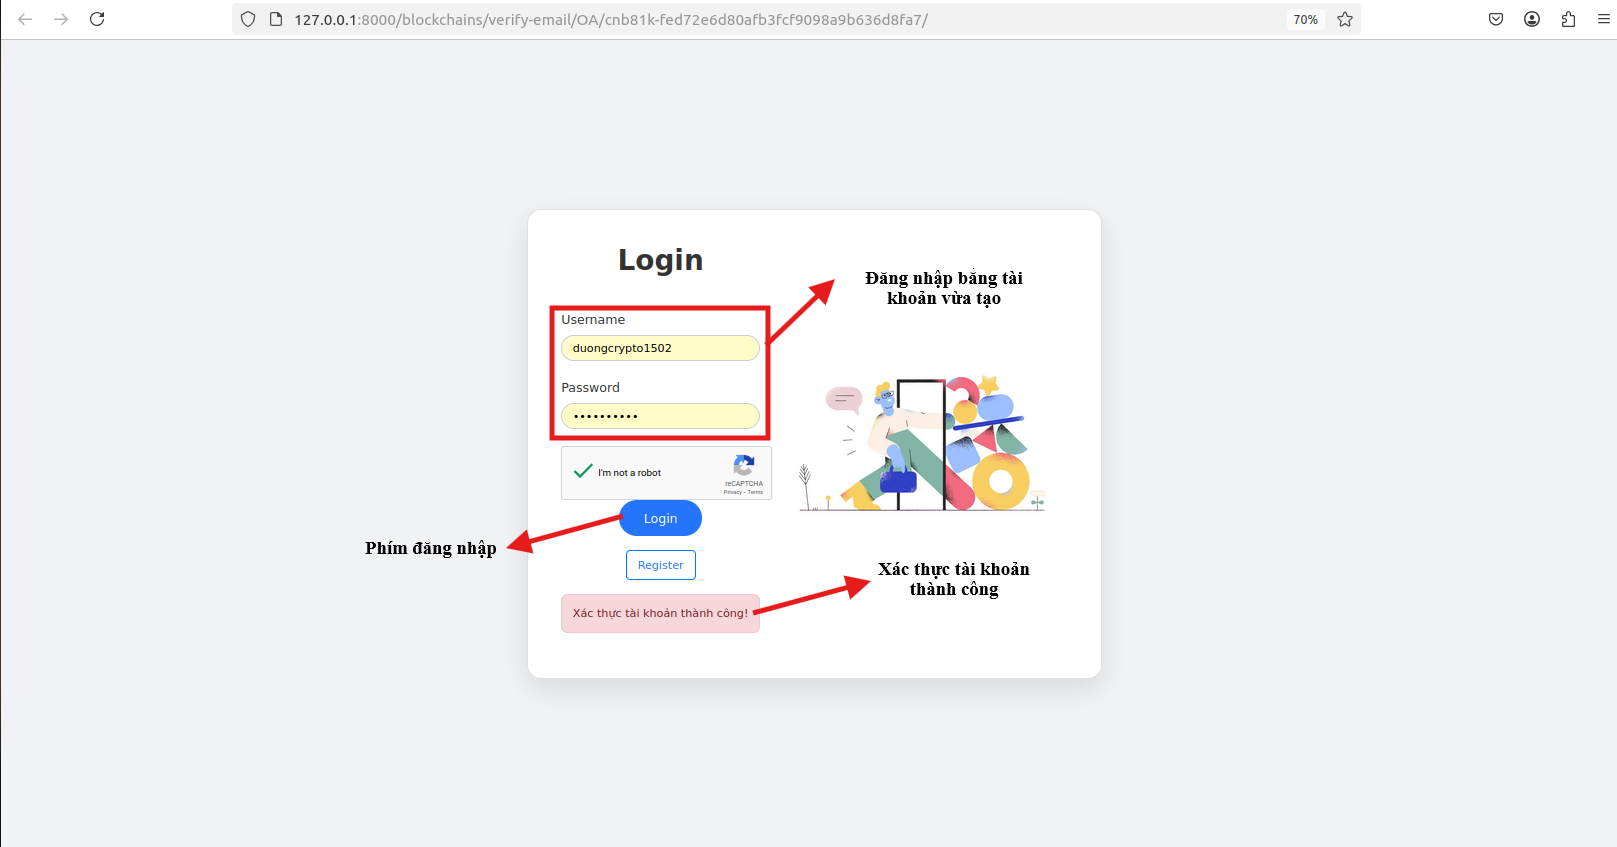 127.0.0.1:8000/blockchains/verify-email/OA/cnb81k-fed72e6d80afb3fcf9098a9b636d8fa7/
70%
Login
Đăng nhập bằng tài
khoản vừa tạo
Username
duongcrypto1502
Password
••••••••••
I'm not a robot
reCAPTCHA
Privacy - Terms
Login
Phím đăng nhập
Register
Xác thực tài khoản
thành công
Xác thực tài khoản thành công!